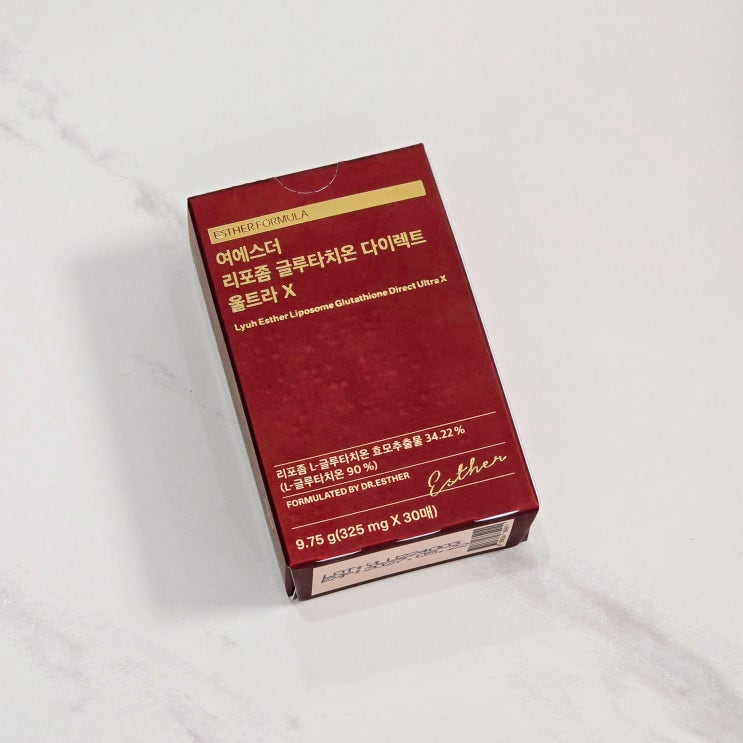 ESTHER FORMULA
여에스더
리포좀 글루타치온 다이렉트
울트라 X
Lyuh Esther Liposome Glutathione Direct Ultra X
리포좀 L-글루타치온 효모추출물 34.22 %
(L-글루타치온 90 %)
FORMULATED BY DR.ESTHER
Esther
9.75 g(325 mg X 30매)